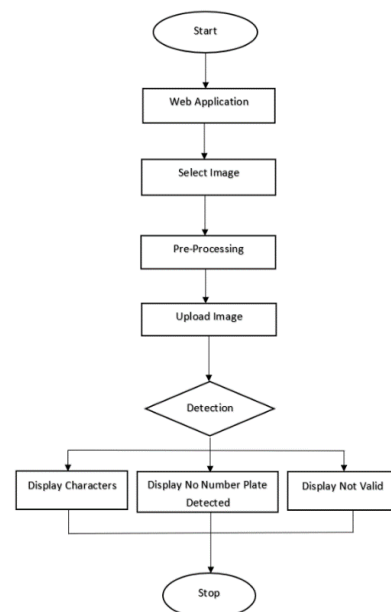 Start
Web Application
Select Image
Pre-Processing
Upload Image
Detection
Display Characters
Display No Number Plate
Detected
Display Not Valid
Stop